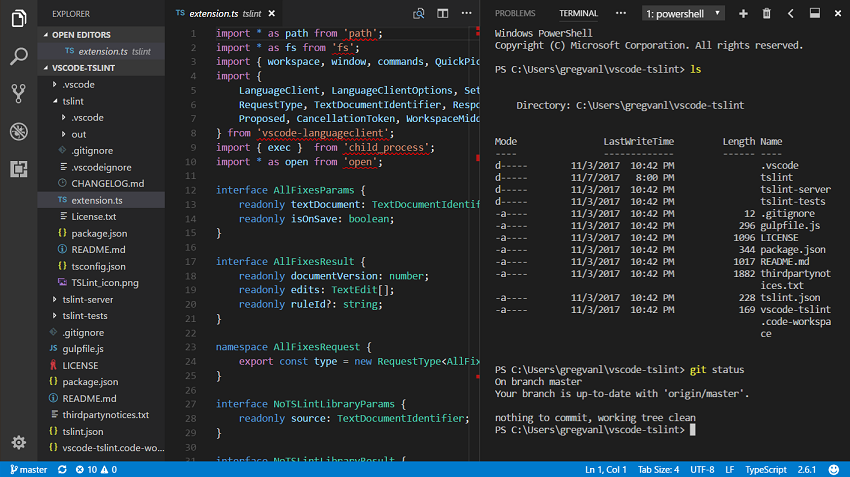 EXPLORER
OPEN EDITORS
TS extension.ts tslint
VSCODE-TSLINT
.vscode
tslint
.vscode
out
.gitignore
.vscodeignore
CHANGELOG.md
TS extension.ts
License.txt
{} package.json
README.md
{} tsconfig.json
TSLint_icon.png
tslint-server
tslint-tests
.gitignore
JS gulpfile.js
LICENSE
{} package.json
README.md
thirdpartynotices.txt
{} tslint.json
{} vscode-tslint.code-wo...
TS extension.ts tslint
1 import * as path from 'path';
2 import * as fs from 'fs';
3 import { workspace, window, commands, QuickPic
4 import {
5 LanguageClient, LanguageClientOptions, Set
6 RequestType, TextDocumentIdentifier, Respo
7 Proposed, CancellationToken, WorkspaceMidd
8 } from 'vscode-languageclient';
9 import { exec } from 'child_process';
10 import * as open from 'open';
11
12 interface AllFixesParams {
13 readonly textDocument: TextDocumentIdentif
14 readonly isOnSave: boolean;
15 }
16
17 interface AllFixesResult {
18 readonly documentVersion: number;
19 readonly edits: TextEdit[];
20 readonly ruleId?: string;
21 }
22
23 namespace AllFixesRequest {
24 export const type = new RequestType<AllFix
25 }
26
27 interface NoTSLintLibraryParams {
28 readonly source: TextDocumentIdentifier;
29 }
30
31 interface NoTSLintLibraryResult {
PROBLEMS TERMINAL ... 1: powershell
Windows PowerShell
Copyright (C) Microsoft Corporation. All rights reserved.
PS C:\Users\gregvanl\vscode-tslint> ls
Directory: C:\Users\gregvanl\vscode-tslint
Mode LastWriteTime Length Name
---- ------------- ------ ----
d----- 11/3/2017 10:42 PM .vscode
d----- 11/7/2017 8:00 PM tslint
d----- 11/3/2017 10:42 PM tslint-server
d----- 11/3/2017 10:42 PM tslint-tests
-a---- 11/3/2017 10:42 PM 12 .gitignore
-a---- 11/3/2017 10:42 PM 296 gulpfile.js
-a---- 11/3/2017 10:42 PM 1096 LICENSE
-a---- 11/3/2017 10:42 PM 344 package.json
-a---- 11/3/2017 10:42 PM 1017 README.md
-a---- 11/3/2017 10:42 PM 1882 thirdpartynot
ices.txt
-a---- 11/3/2017 10:42 PM 228 tslint.json
-a---- 11/3/2017 10:42 PM 169 vscode-tslint
.code-workspa
ce
PS C:\Users\gregvanl\vscode-tslint> git status
On branch master
Your branch is up-to-date with 'origin/master'.
nothing to commit, working tree clean
PS C:\Users\gregvanl\vscode-tslint>
master 10 0 Ln 1, Col 1 Tab Size: 4 UTF-8 LF TypeScript 2.6.1